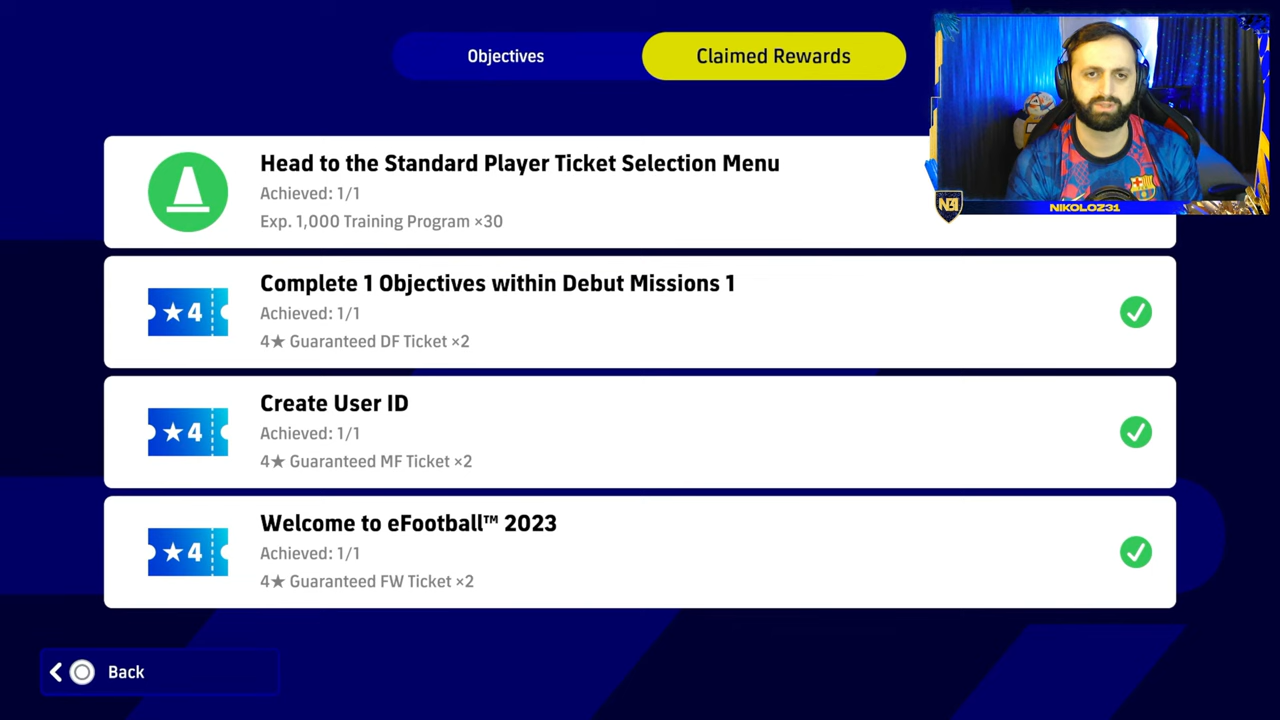 Objectives
Claimed Rewards
Head to the Standard Player Ticket Selection Menu
Achieved: 1/1
Exp. 1,000 Training Program ×30
★ 4
Complete 1 Objectives within Debut Missions 1
Achieved: 1/1
4★ Guaranteed DF Ticket ×2
★ 4
Create User ID
Achieved: 1/1
4★ Guaranteed MF Ticket ×2
★ 4
Welcome to eFootball™ 2023
Achieved: 1/1
4★ Guaranteed FW Ticket ×2
Back
N31
NIKOLOZ31